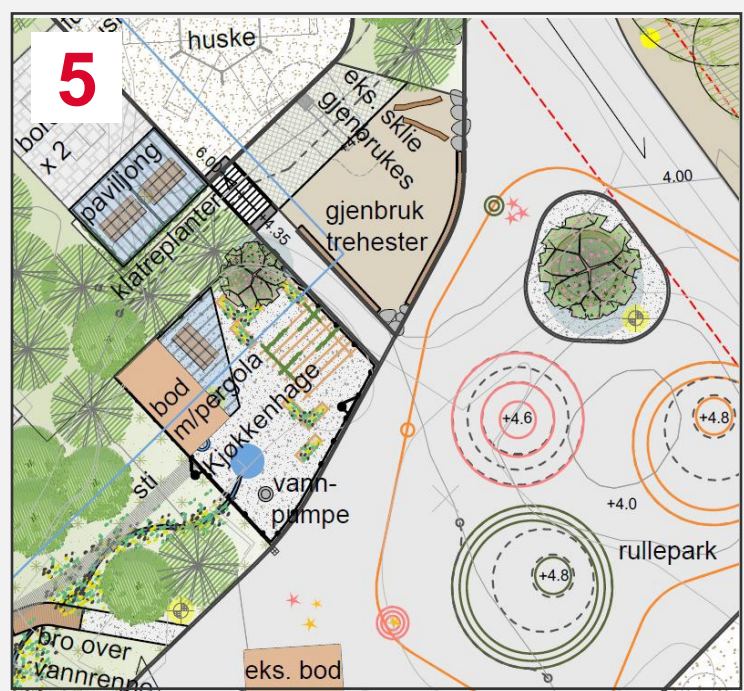 5
huske
x 2
paviljong
klatreplanter
6.00
4.35
eks. sklie
gjenbrukes
gjenbruk
trehester
4.00
bod
m/pergola
Kjøkkenhage
sti
vann-
pumpe
+4.6
+4.8
+4.0
+4.8
rullepark
bro over
vannrenne
eks. bod